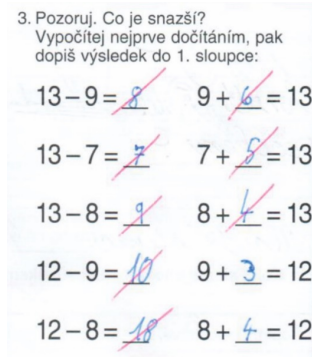 3. Pozoruj. Co je snazší?
Vypočítej nejprve dočítáním, pak
dopiš výsledek do 1. sloupce:
13 – 9 = 8 9 + 6 = 13
13 – 7 = 7 7 + 5 = 13
13 – 8 = 9 8 + 4 = 13
12 – 9 = 10 9 + 3 = 12
12 – 8 = 18 8 + 4 = 12